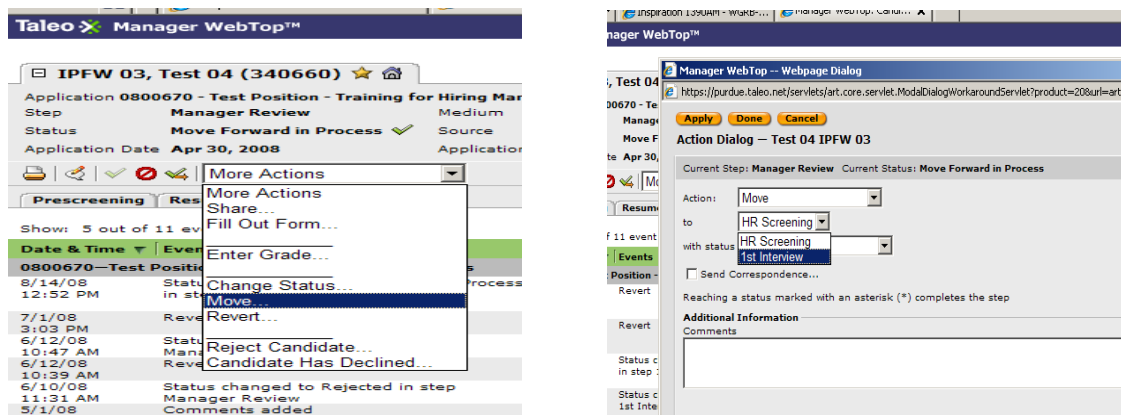 Taleo Manager WebTop™
IPFW 03, Test 04 (340660)
Application 0800670 - Test Position - Training for Hiring Mar
Step Manager Review Medium
Status Move Forward in Process Source
Application Date Apr 30, 2008 Application
More Actions
More Actions
Share...
Fill Out Form...
Enter Grade...
Change Status...
Move...
Revert...
Reject Candidate...
Candidate Has Declined...
Prescreening Res
Show: 5 out of 11 ev
Date & Time Even
0800670—Test Positi s
8/14/08 Statu Process
12:52 PM in st
7/1/08 Reve
3:03 PM
6/12/08 Statu
10:47 AM Mana
6/12/08 Reve
10:39 AM
6/10/08 Status changed to Rejected in step
11:31 AM Manager Review
5/1/08 Comments added
Inspiration 1390AM - WGRB-... Manager WebTop: Candi...
nager WebTop™
, Test 04
00670 - Te
Manage
Move F
te Apr 30,
Mo
Resum
f 11 event
Events
Position -
Revert
Revert
Status c
in step
Status c
1st Inte
Manager WebTop -- Webpage Dialog
https://purdue.taleo.net/servlets/art.core.servlet.ModalDialogWorkaroundServlet?product=20&url=art
Apply Done Cancel
Action Dialog — Test 04 IPFW 03
Current Step: Manager Review Current Status: Move Forward in Process
Action: Move
to HR Screening
HR Screening
1st Interview
with status
Send Correspondence...
Reaching a status marked with an asterisk (*) completes the step
Additional Information
Comments